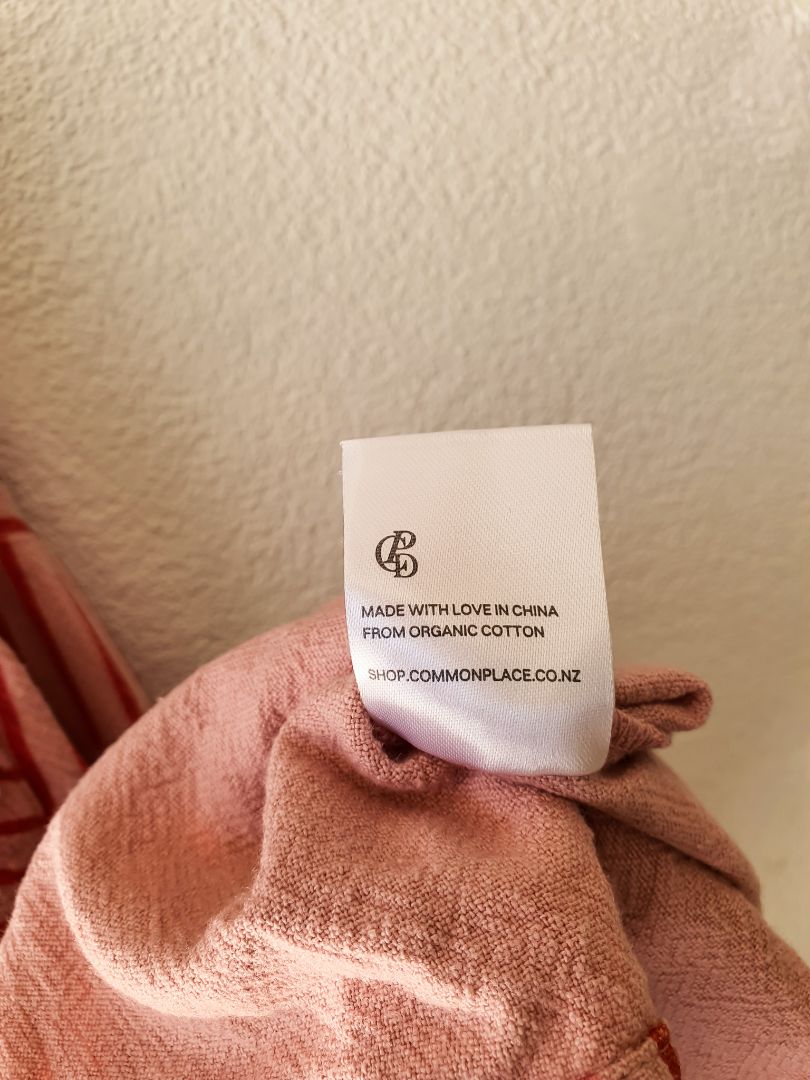 MADE WITH LOVE IN CHINA
FROM ORGANIC COTTON
SHOP.COMMONPLACE.CO.NZ